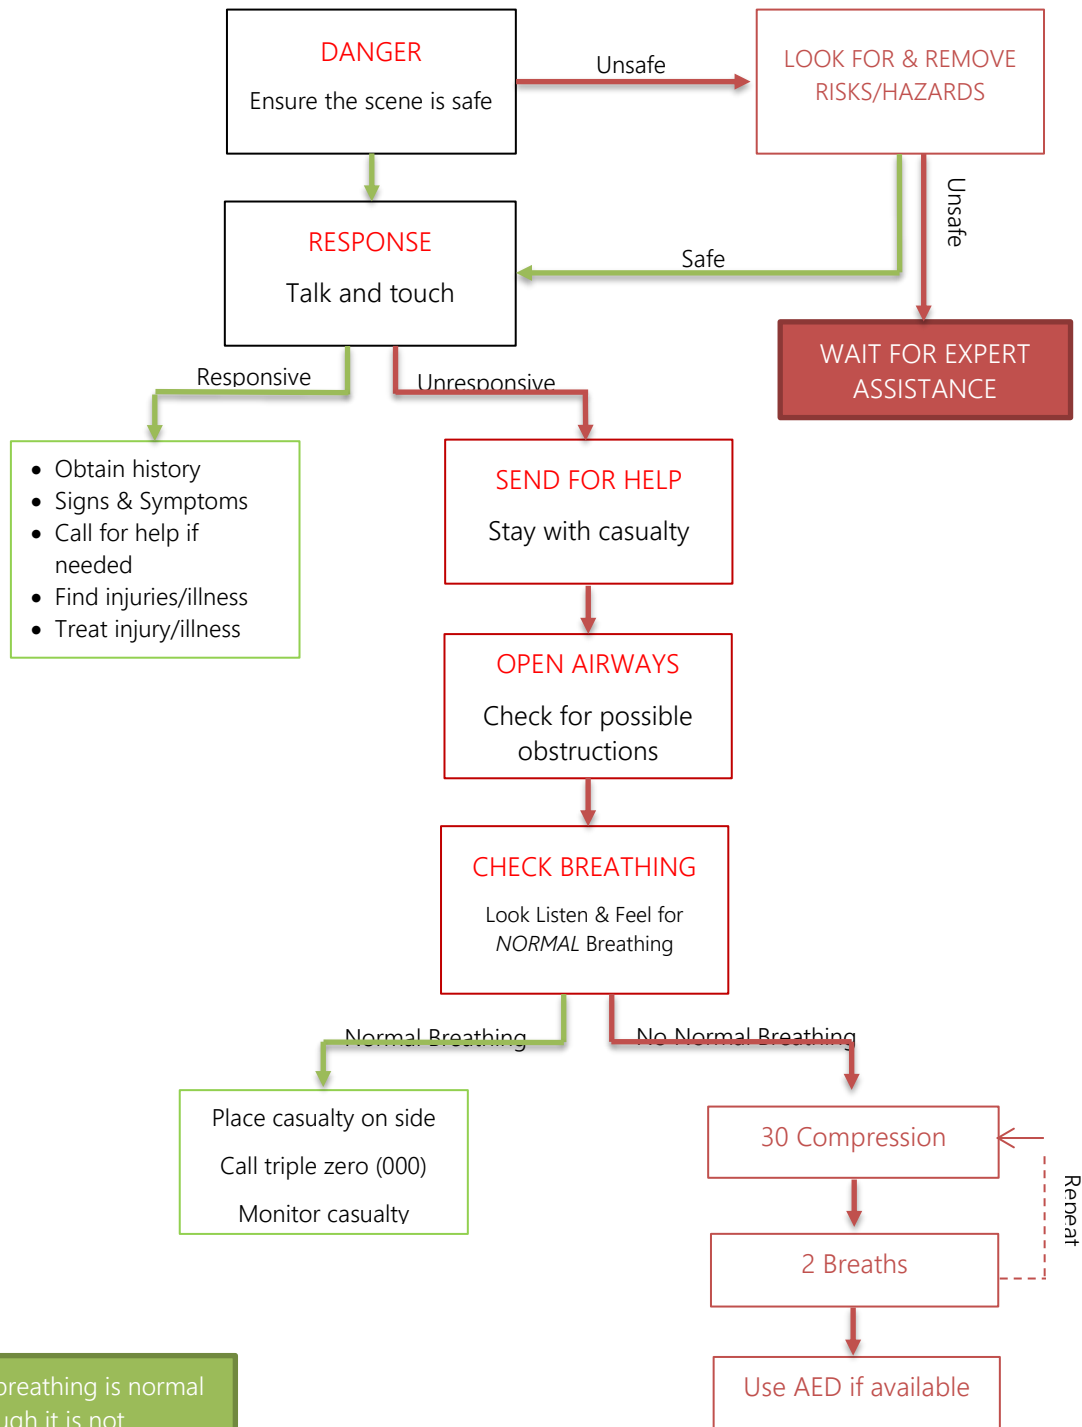 DANGER
Ensure the scene is safe
Unsafe
LOOK FOR & REMOVE
RISKS/HAZARDS
Unsafe
RESPONSE
Talk and touch
Safe
WAIT FOR EXPERT
ASSISTANCE
Responsive
Unresponsive
• Obtain history
• Signs & Symptoms
• Call for help if
needed
• Find injuries/illness
• Treat injury/illness
SEND FOR HELP
Stay with casualty
OPEN AIRWAYS
Check for possible
obstructions
CHECK BREATHING
Look Listen & Feel for
NORMAL Breathing
Normal Breathing
No Normal Breathing
Place casualty on side
Call triple zero (000)
Monitor casualty
30 Compression
Repeat
2 Breaths
Use AED if available
breathing is normal
ugh it is not